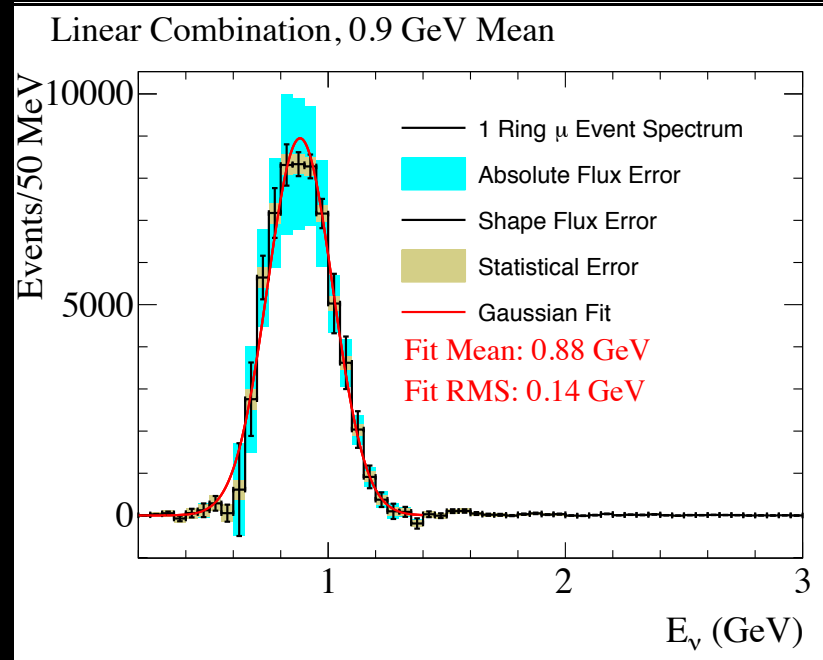 Linear Combination, 0.9 GeV Mean
Events/50 MeV
10000
5000
0
1 Ring μ Event Spectrum
Absolute Flux Error
Shape Flux Error
Statistical Error
Gaussian Fit
Fit Mean: 0.88 GeV
Fit RMS: 0.14 GeV
1
2
3
Eν (GeV)